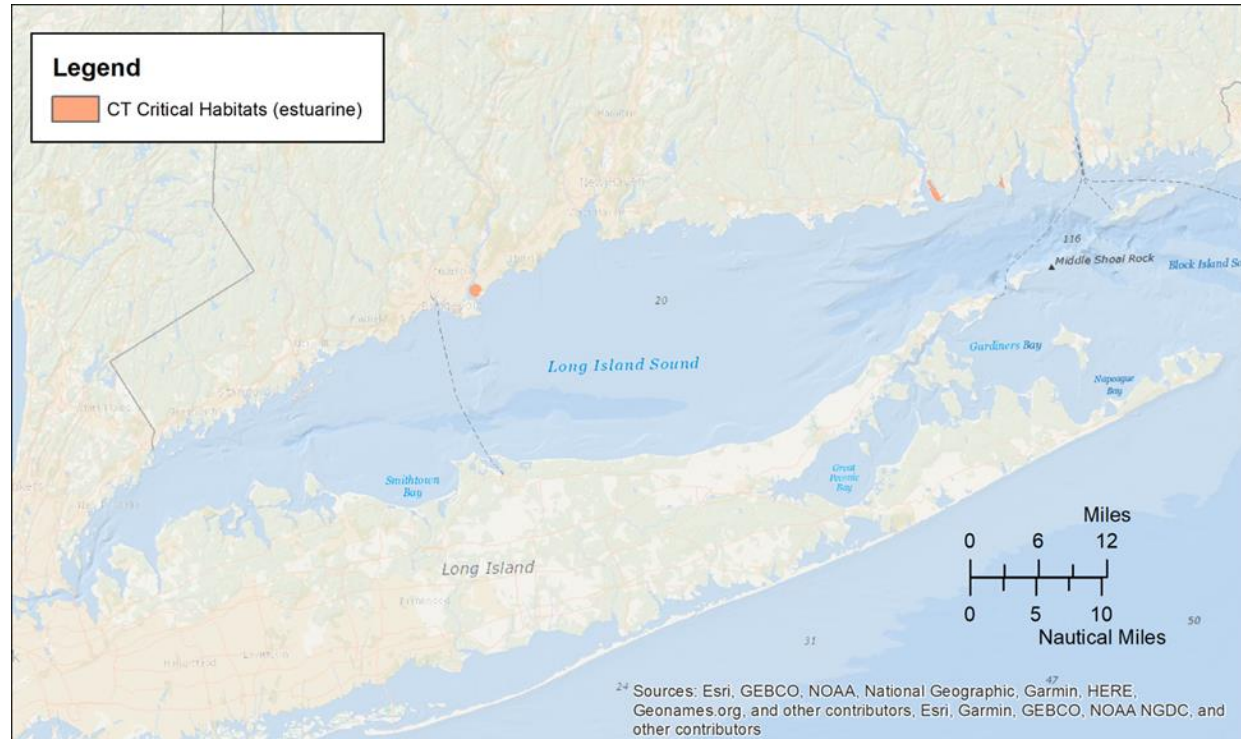 Legend
CT Critical Habitats (estuarine)
New Haven
116
Middle Shoal Rock
Block Island So
20
Long Island Sound
Gardiners Bay
Napeague
Bay
Smithtown
Bay
Great
Peconic
Bay
Long Island
Miles
0 6 12
0 5 10
Nautical Miles
50
31
24
47
Sources: Esri, GEBCO, NOAA, National Geographic, Garmin, HERE,
Geonames.org, and other contributors, Esri, Garmin, GEBCO, NOAA NGDC, and
other contributors